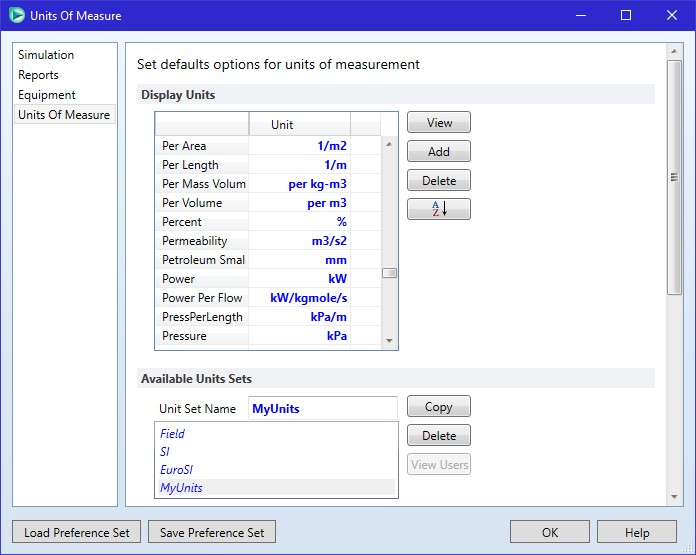 Units Of Measure
Simulation
Reports
Equipment
Units Of Measure
Set defaults options for units of measurement
Display Units
Unit
Per Area 1/m2
Per Length 1/m
Per Mass Volum per kg-m3
Per Volume per m3
Percent %
Permeability m3/s2
Petroleum Smal mm
Power kW
Power Per Flow kW/kgmole/s
PressPerLength kPa/m
Pressure kPa
View
Add
Delete
A
Z
Available Units Sets
Unit Set Name MyUnits
Field
SI
EuroSI
MyUnits
Copy
Delete
View Users
Load Preference Set
Save Preference Set
OK
Help